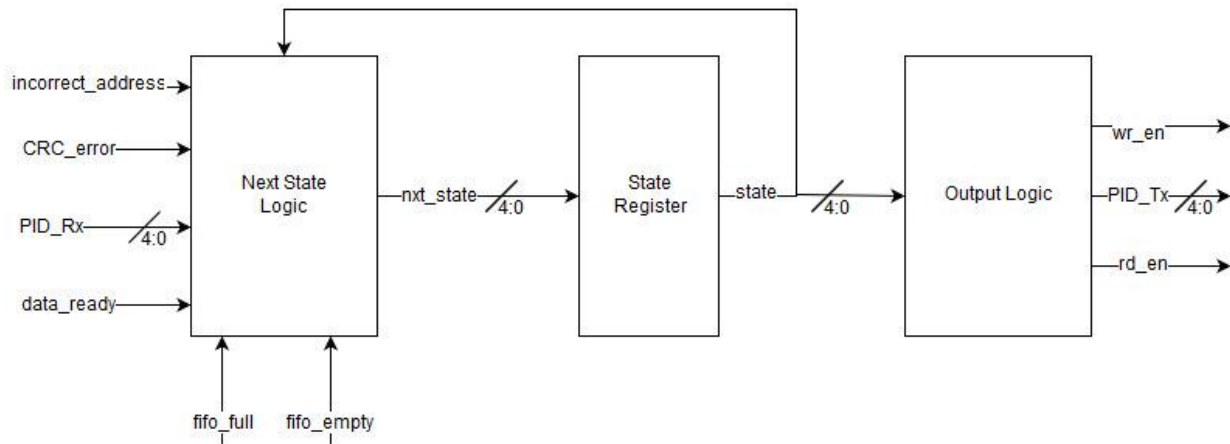 incorrect_address
CRC_error
PID_Rx
4:0
data_ready
fifo_full
fifo_empty
Next State
Logic
nxt_state
4:0
State
Register
state
4:0
Output Logic
wr_en
PID_Tx
4:0
rd_en